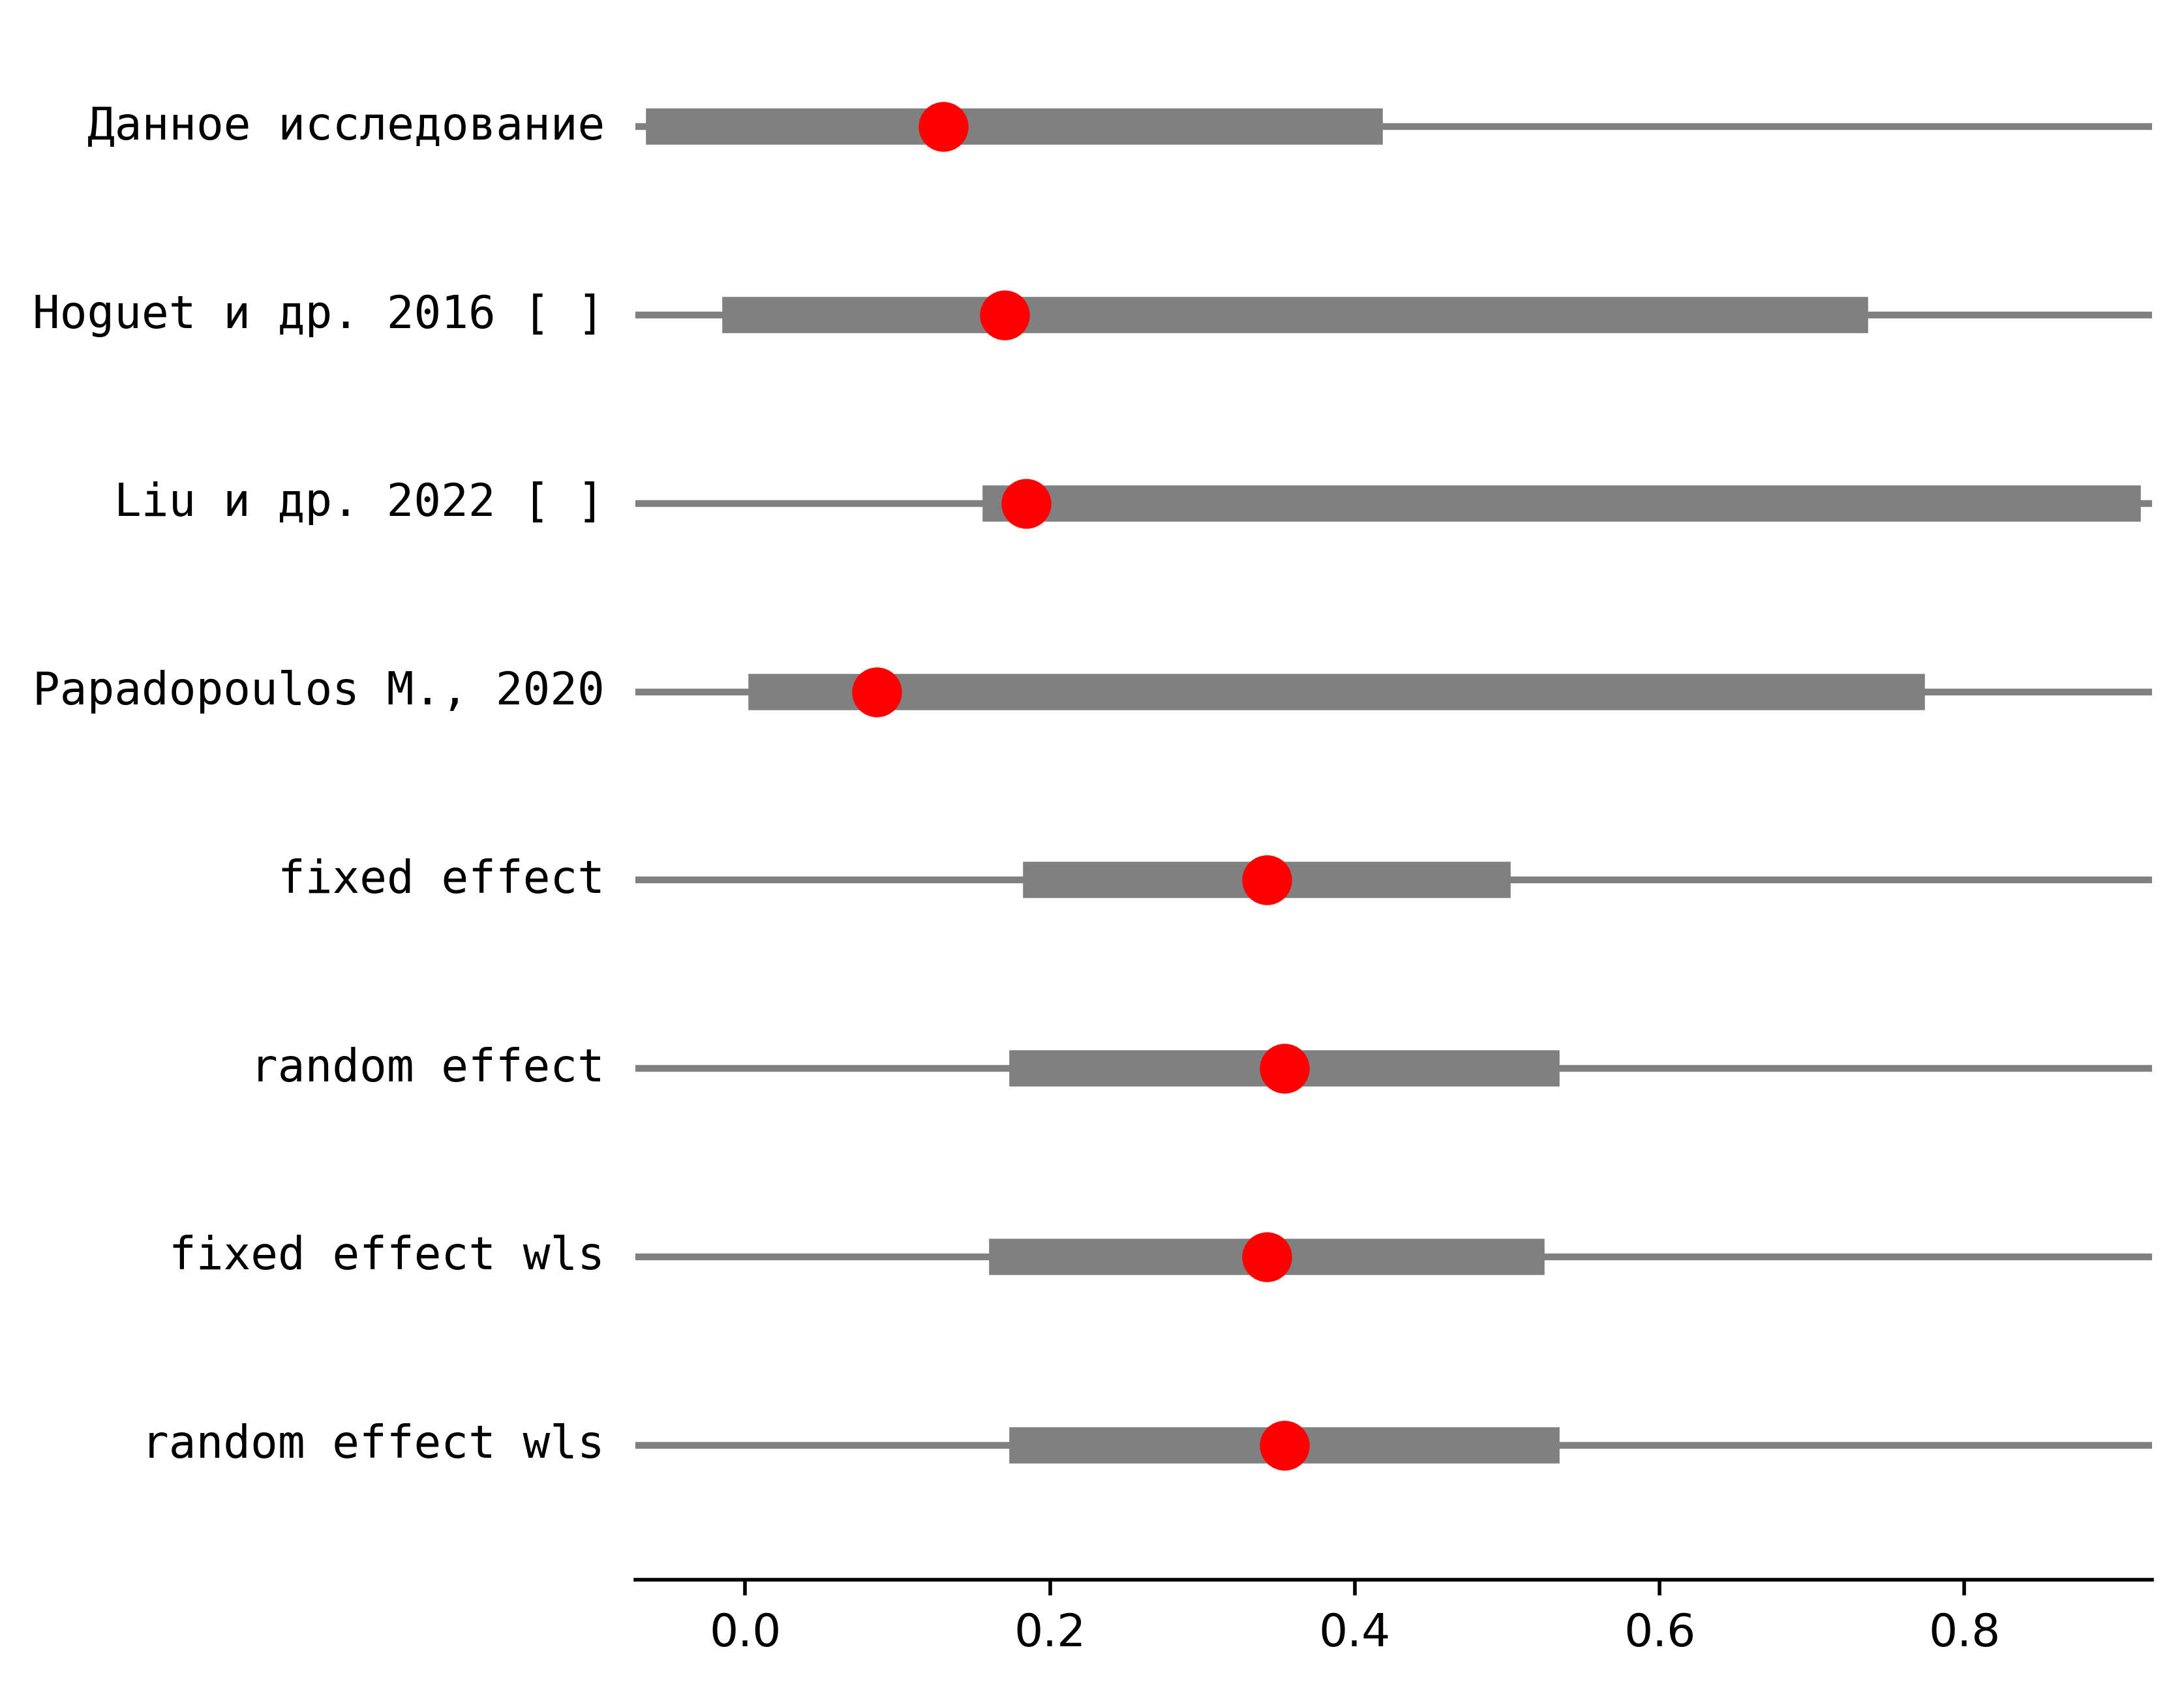 Данное исследование
Hoguet и др. 2016 [ ]
Liu и др. 2022 [ ]
Papadopoulos M., 2020
fixed effect
random effect
fixed effect wls
random effect wls
0.0 0.2 0.4 0.6 0.8